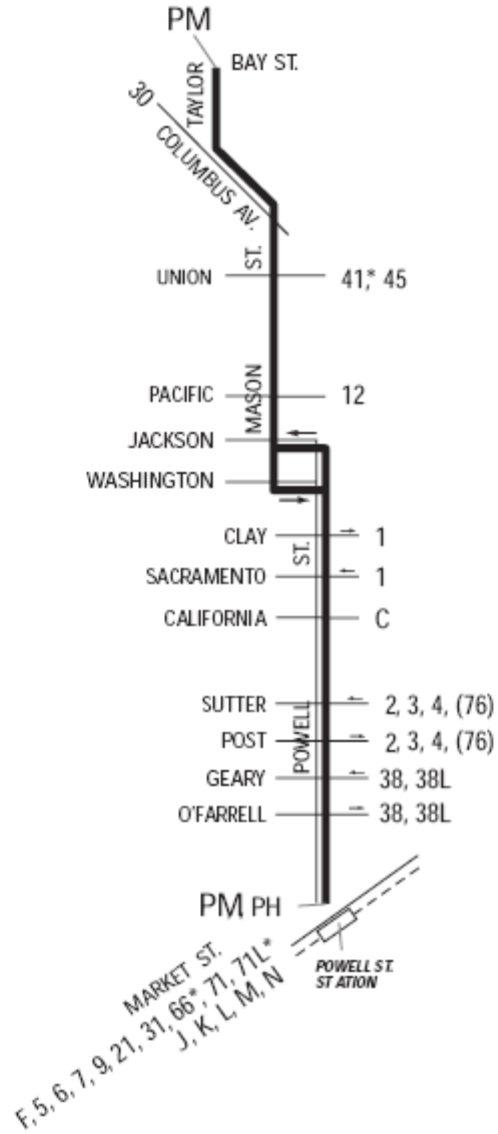 PM
BAY ST.
TAYLOR
30
COLUMBUS AV.
ST.
UNION 41,* 45
MASON
PACIFIC 12
JACKSON
WASHINGTON
CLAY 1
ST.
SACRAMENTO 1
CALIFORNIA C
SUTTER 2, 3, 4, (76)
POWELL
POST 2, 3, 4, (76)
GEARY 38, 38L
O'FARRELL 38, 38L
PM PH
MARKET ST.
F, 5, 6, 7, 9, 21, 31, 66*, 71, 71L*
J, K, L, M, N
POWELL ST.
ST ATION